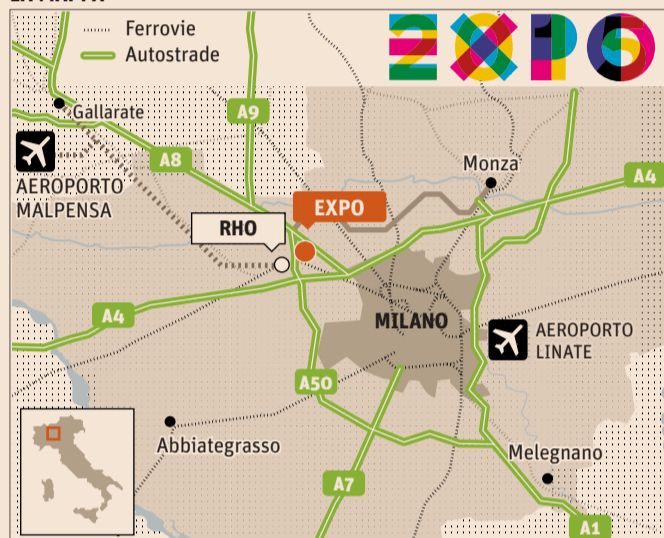 Ferrovie
Autostrade
EXPO
Gallarate
A9
A8
Monza
A4
AEROPORTO
MALPENSA
EXPO
RHO
A4
MILANO
AEROPORTO
LINATE
A50
Abbiategrasso
Melegnano
A7
A1